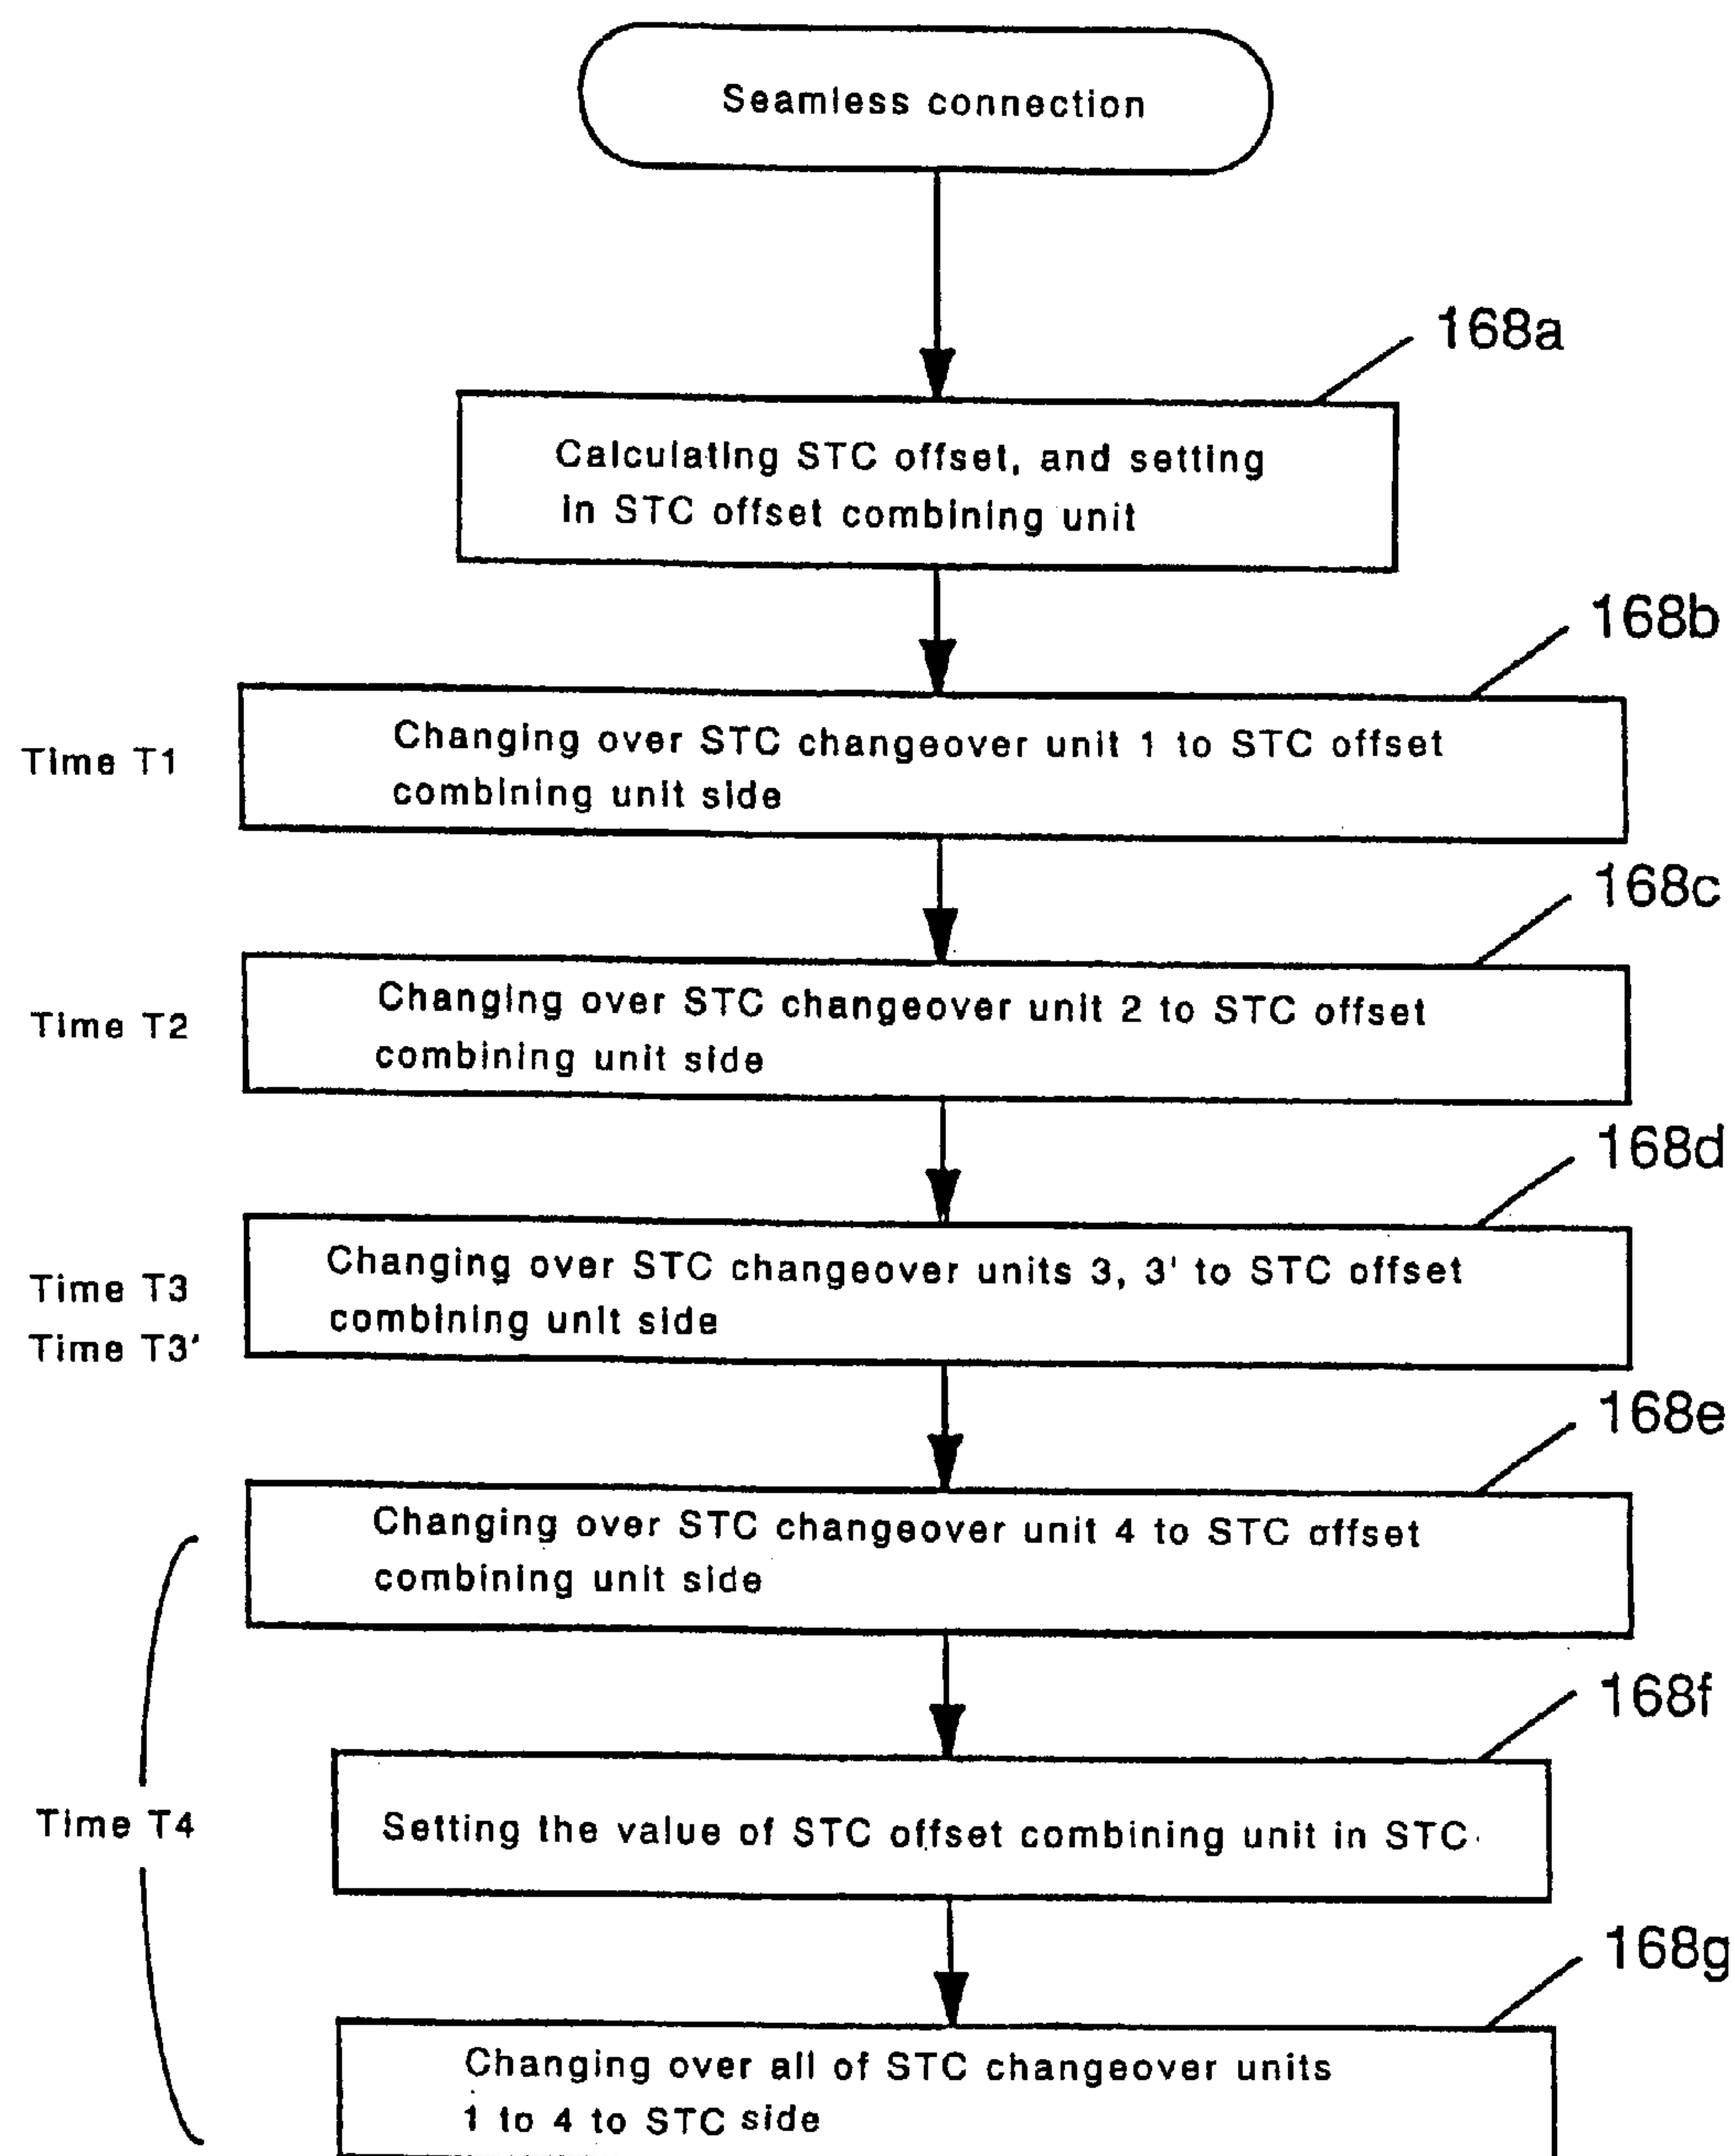 Seamless connection
168a
Calculating STC offset, and setting
in STC offset combining unit
168b
Time T1
Changing over STC changeover unit 1 to STC offset
combining unit side
168c
Time T2
Changing over STC changeover unit 2 to STC offset
combining unit side
168d
Time T3
Time T3'
Changing over STC changeover units 3, 3' to STC offset
combining unit side
168e
Changing over STC changeover unit 4 to STC offset
combining unit side
168f
Time T4
Setting the value of STC offset combining unit in STC
168g
Changing over all of STC changeover units
1 to 4 to STC side